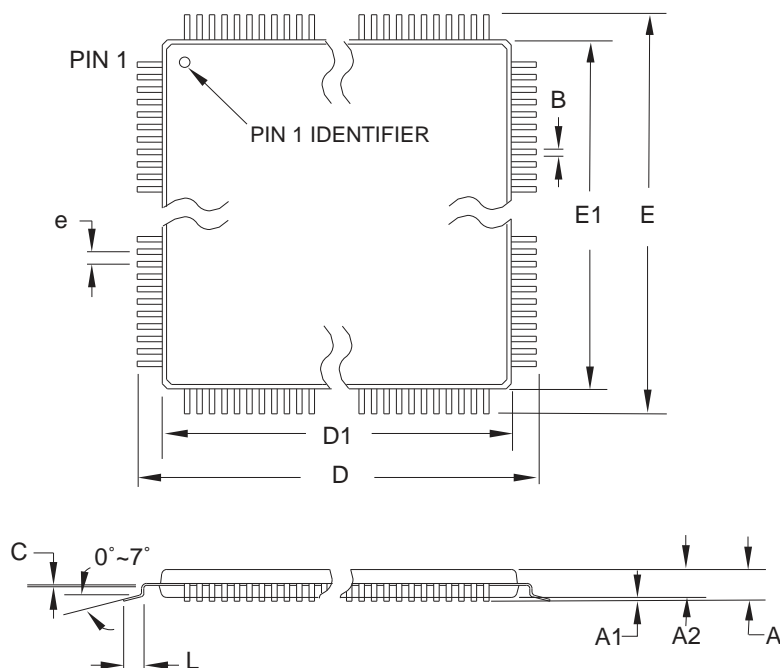 PIN 1
B
PIN 1 IDENTIFIER
e
E1
E
D1
D
C
0°~7°
A1
A2
A
L